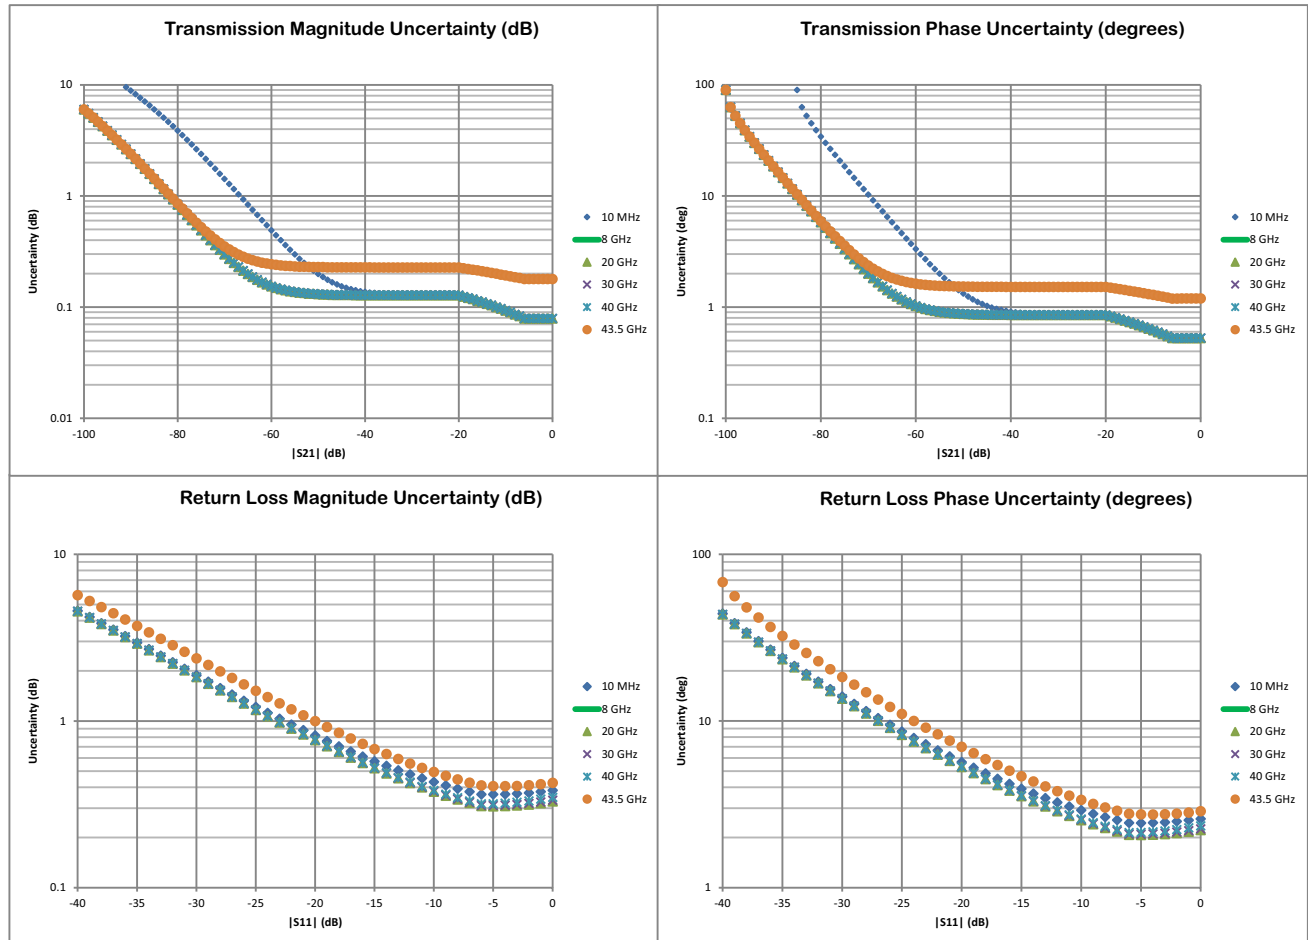 Transmission Magnitude Uncertainty (dB)
10
1
0.1
0.01
Uncertainty (dB)
-100
-80
-60
-40
-20
0
|S21| (dB)
10 MHz
8 GHz
20 GHz
30 GHz
40 GHz
43.5 GHz
Transmission Phase Uncertainty (degrees)
100
10
1
0.1
Uncertainty (deg)
-100
-80
-60
-40
-20
0
|S21| (dB)
10 MHz
8 GHz
20 GHz
30 GHz
40 GHz
43.5 GHz
Return Loss Magnitude Uncertainty (dB)
10
1
0.1
Uncertainty (dB)
-40
-35
-30
-25
-20
-15
-10
-5
0
|S11| (dB)
10 MHz
8 GHz
20 GHz
30 GHz
40 GHz
43.5 GHz
Return Loss Phase Uncertainty (degrees)
100
10
1
Uncertainty (deg)
-40
-35
-30
-25
-20
-15
-10
-5
0
|S11| (dB)
10 MHz
8 GHz
20 GHz
30 GHz
40 GHz
43.5 GHz